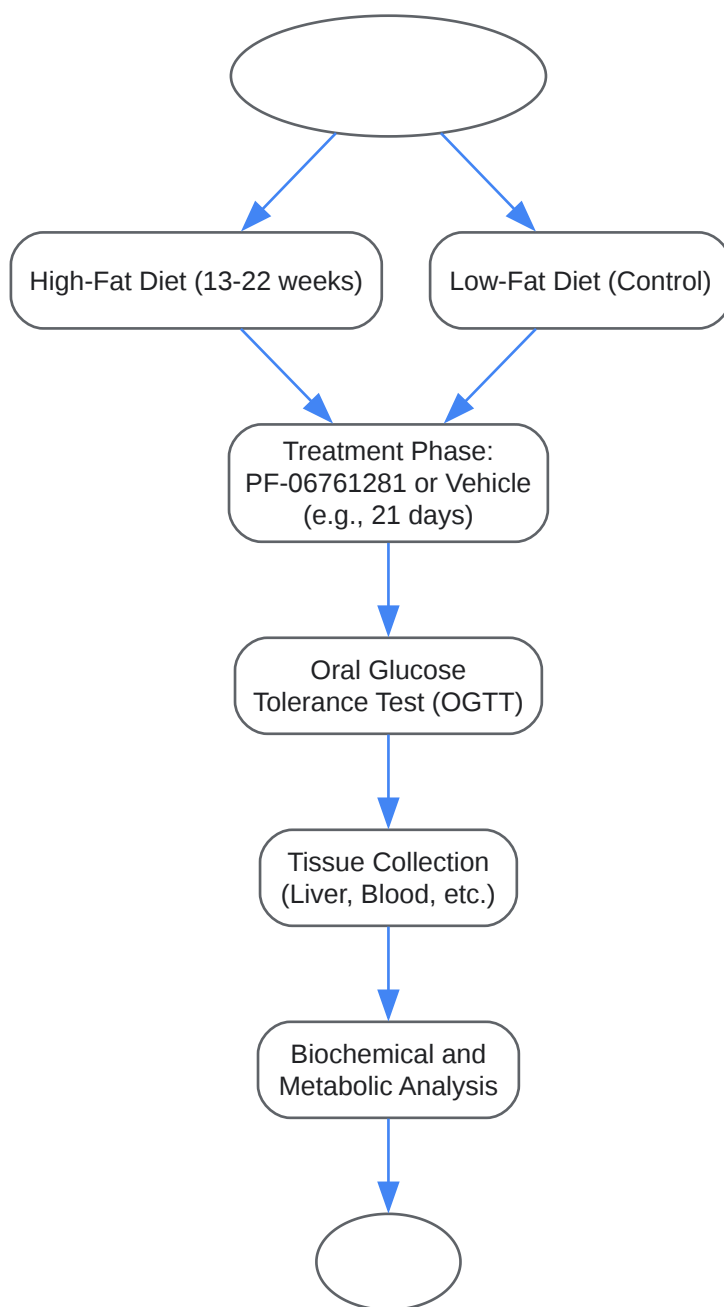 High-Fat Diet (13-22 weeks)
Low-Fat Diet (Control)
Treatment Phase:
PF-06761281 or Vehicle
(e.g., 21 days)
Oral Glucose
Tolerance Test (OGTT)
Tissue Collection
(Liver, Blood, etc.)
Biochemical and
Metabolic Analysis